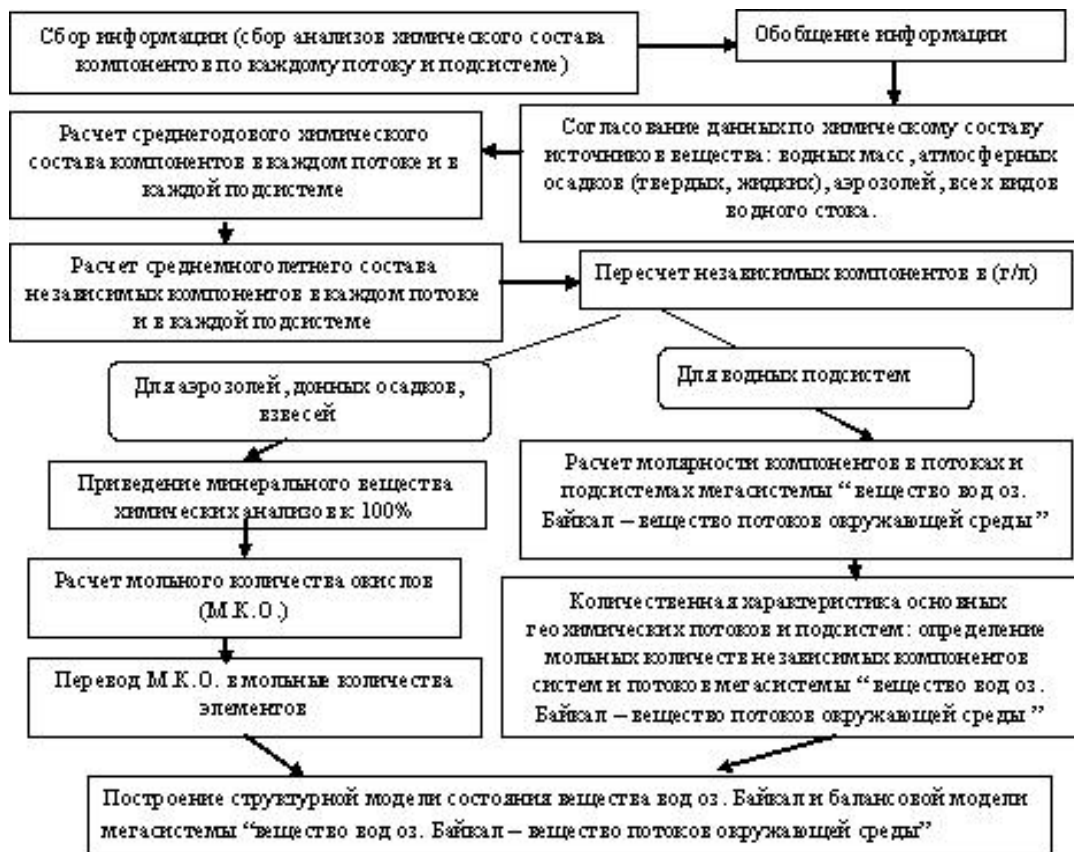 Сбор информации (сбор анализов химического состава
компонентов по каждому потоку и подсистеме)
Обобщение информации
Согласование данных по химическому составу
источников вещества: водных масс, атмосферных
осадков (твердых, жидких), аэрозолей, всех видов
водного стока.
Расчет среднегодового химического
состава компонентов в каждом потоке и в
каждой подсистеме
Расчет среднемноголетнего состава
независимых компонентов в каждом потоке
и в каждой подсистеме
Пересчет независимых компонентов в (г/л)
Для аэрозолей, донных осадков,
взвесей
Приведение минерального вещества
химических анализов к 100%
Расчет мольного количества окислов
(М.К.О.)
Перевод М.К.О. в мольные количества
элементов
Для водных подсистем
Расчет молярности компонентов в потоках и
подсистемах мегасистемы “ вещество вод оз.
Байкал – вещество потоков окружающей среды ”
Количественная характеристика основных
геохимических потоков и подсистем: определение
мольных количеств независимых компонентов
систем и потоков мегасистемы “ вещество вод оз.
Байкал – вещество потоков окружающей среды ”
Построение структурной модели состояния вещества вод оз. Байкал и балансовой модели
мегасистемы “вещество вод оз. Байкал – вещество потоков окружающей среды”